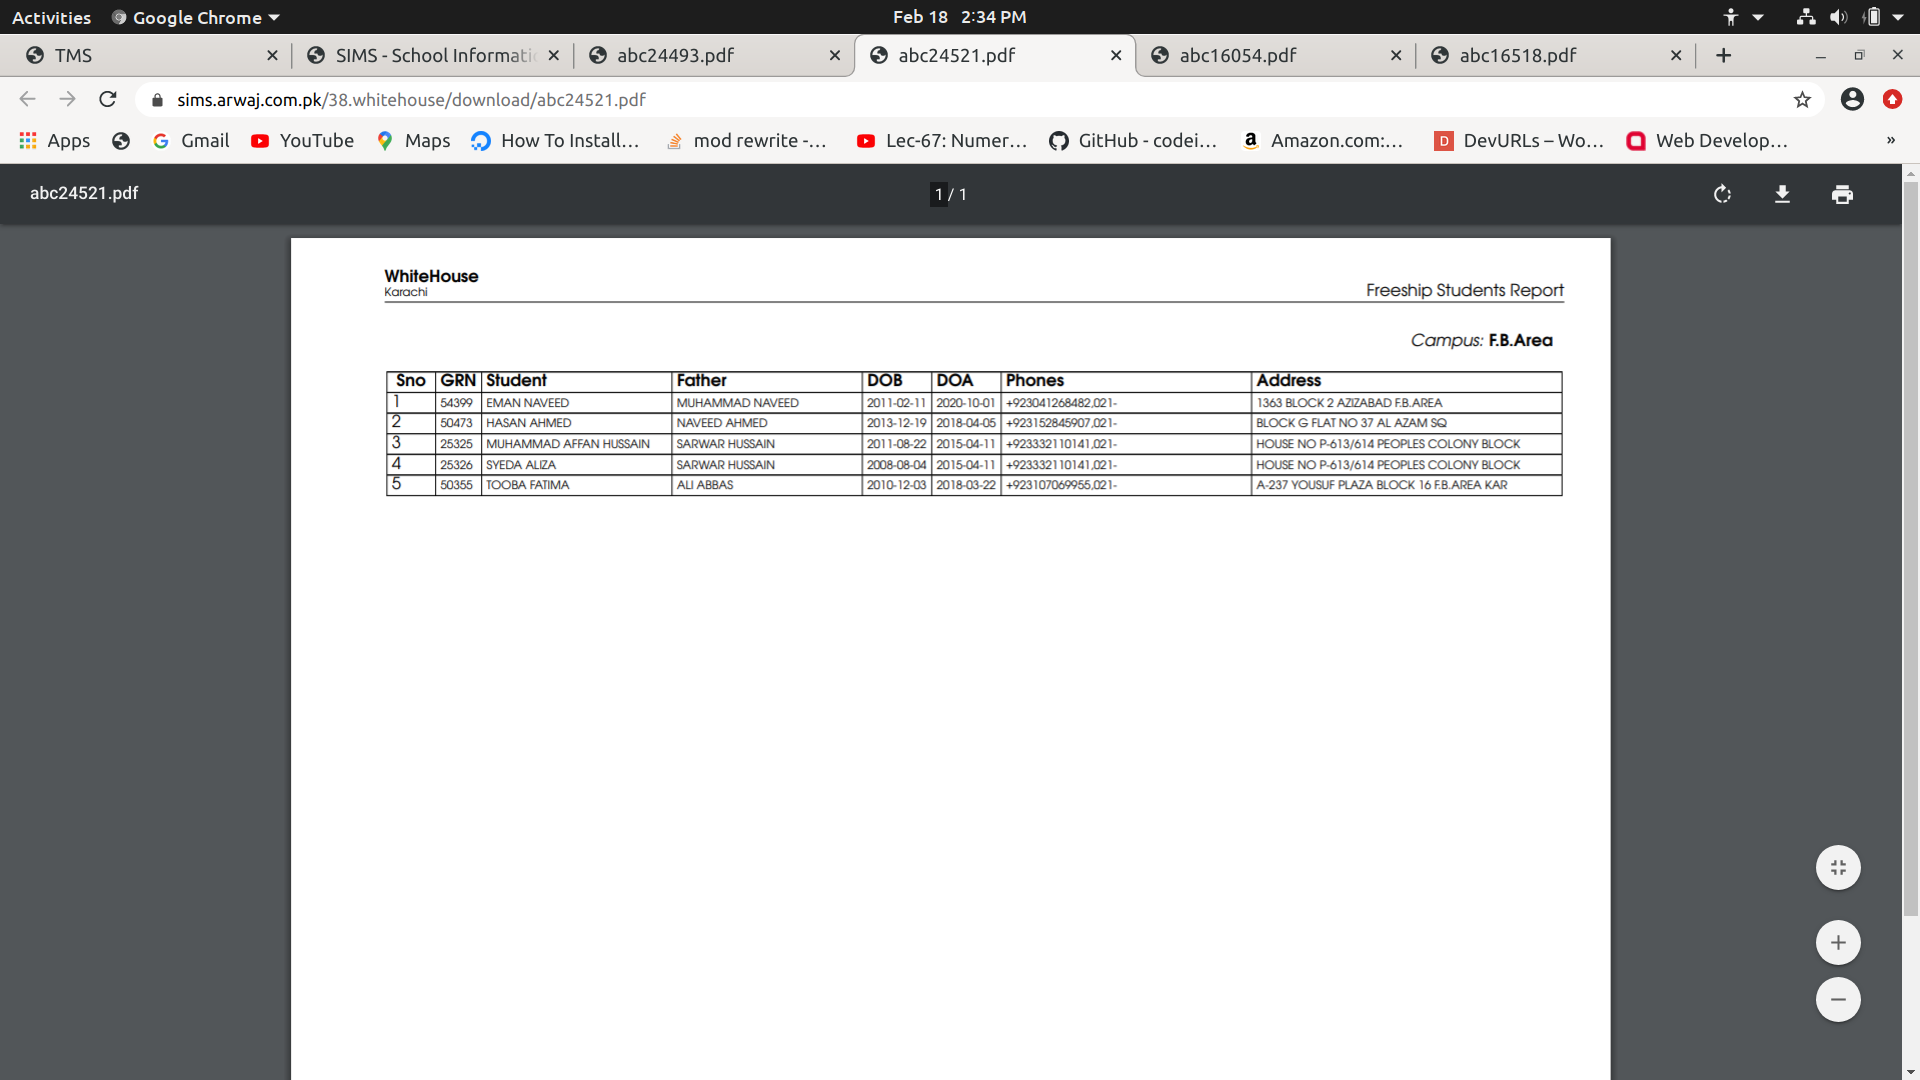 Activities Google Chrome Feb 18 2:34 PM
TMS SIMS - School Informati abc24493.pdf abc24521.pdf abc16054.pdf abc16518.pdf
sims.arwaj.com.pk/38.whitehouse/download/abc24521.pdf
Apps Gmail YouTube Maps How To Install... mod rewrite -... Lec-67: Numer... GitHub - codei... Amazon.com:... DevURLs – Wo... Web Develop... »
abc24521.pdf 1 / 1
WhiteHouse
Karachi
Freeship Students Report
Campus: F.B.Area
Sno GRN Student Father DOB DOA Phones Address
1 54399 EMAN NAVEED MUHAMMAD NAVEED 2011-02-11 2020-10-01 +923041268482,021- 1363 BLOCK 2 AZIZABAD F.B.AREA
2 50473 HASAN AHMED NAVEED AHMED 2013-12-19 2018-04-05 +923152845907,021- BLOCK G FLAT NO 37 AL AZAM SQ
3 25325 MUHAMMAD AFFAN HUSSAIN SARWAR HUSSAIN 2011-08-22 2015-04-11 +923332110141,021- HOUSE NO P-613/614 PEOPLES COLONY BLOCK
4 25326 SYEDA ALIZA SARWAR HUSSAIN 2008-08-04 2015-04-11 +923332110141,021- HOUSE NO P-613/614 PEOPLES COLONY BLOCK
5 50355 TOOBA FATIMA ALI ABBAS 2010-12-03 2018-03-22 +923107069955,021- A-237 YOUSUF PLAZA BLOCK 16 F.B.AREA KAR